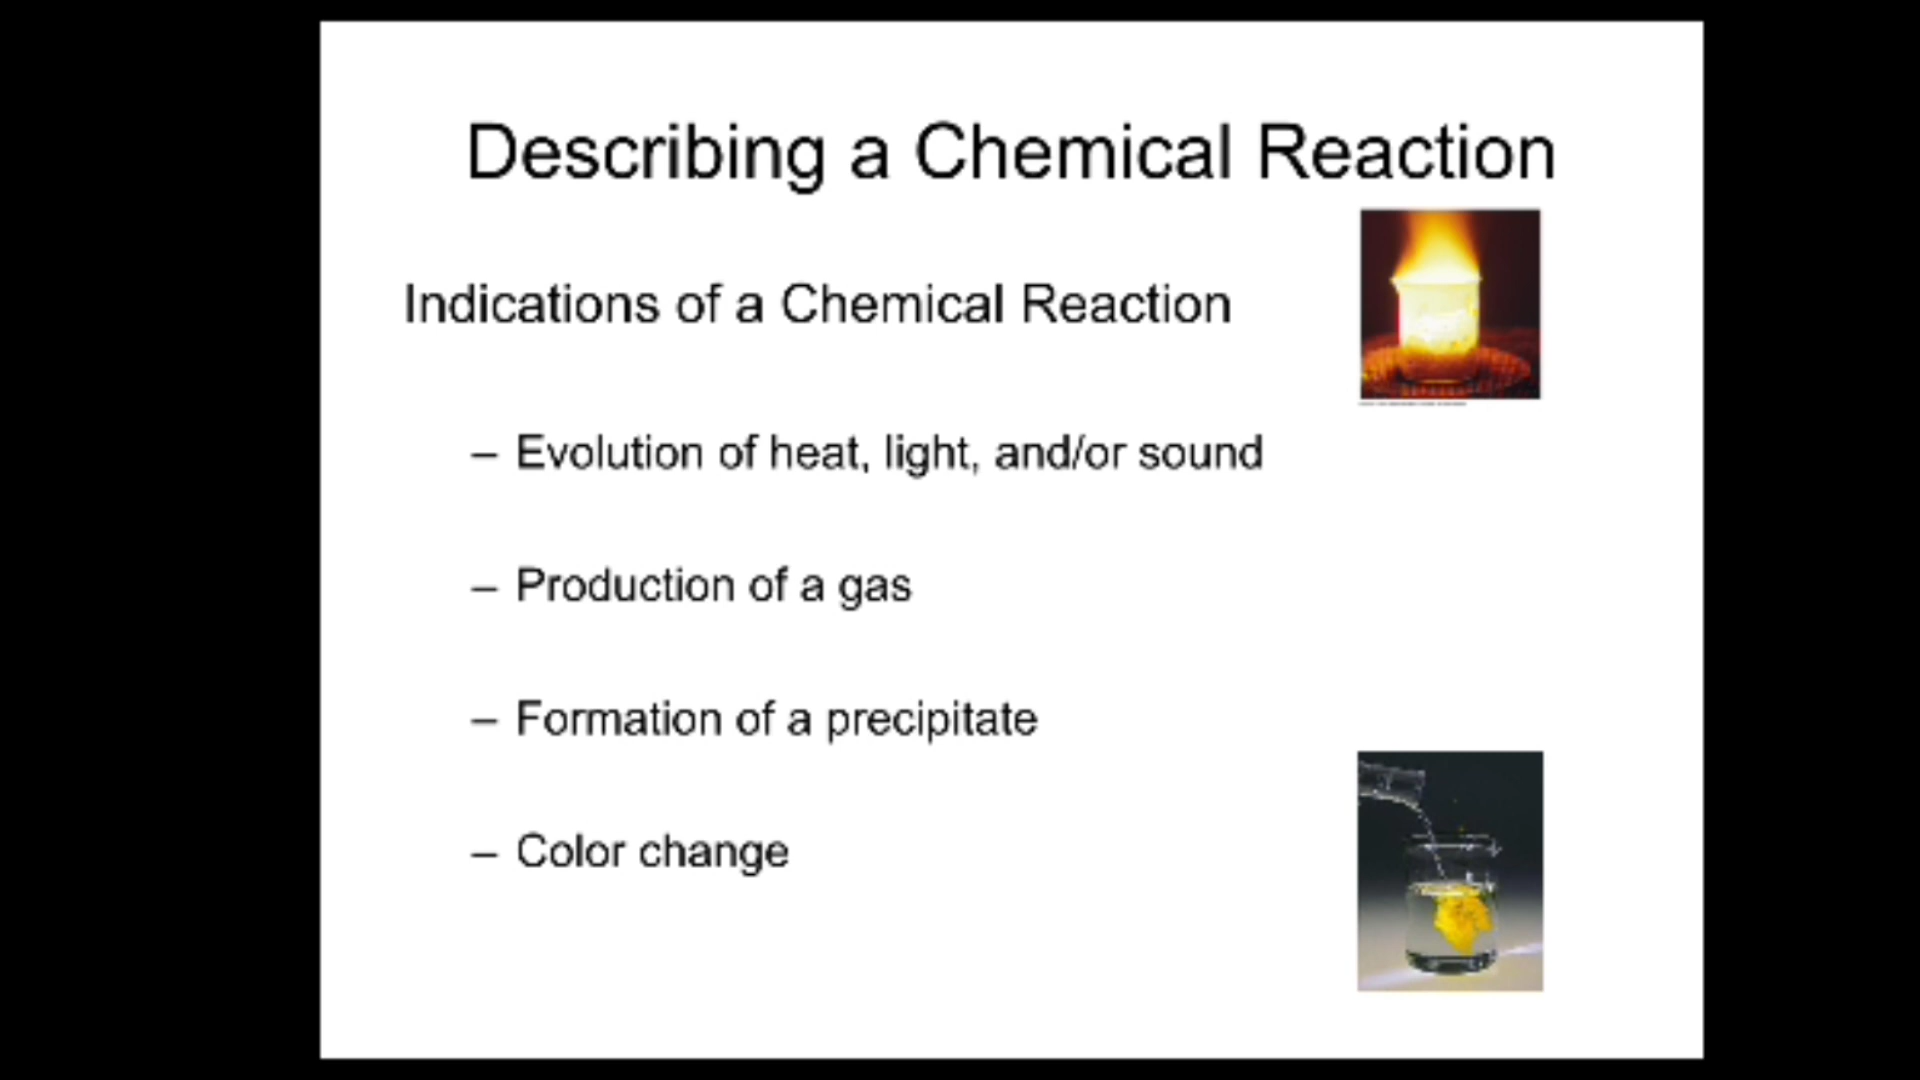 Describing a Chemical Reaction
Indications of a Chemical Reaction
– Evolution of heat, light, and/or sound
– Production of a gas
– Formation of a precipitate
– Color change